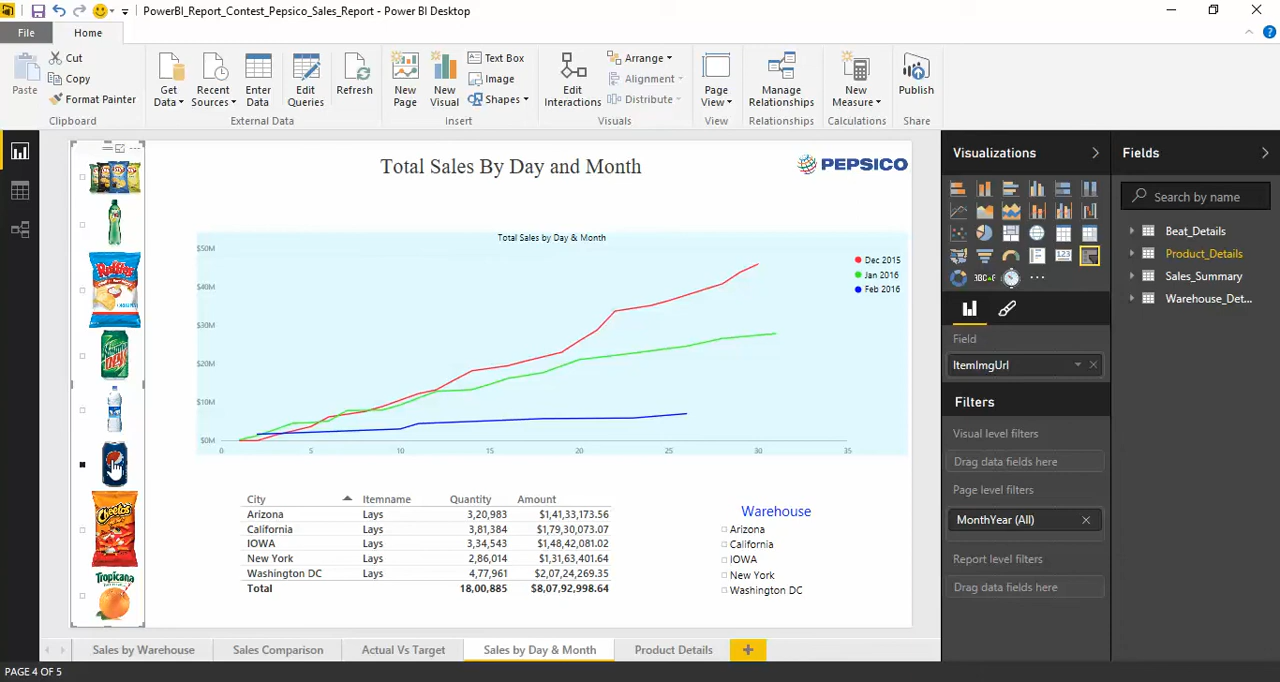 PowerBI_Report_Contest_Pepsico_Sales_Report - Power BI Desktop
File
Home
Paste
Cut
Copy
Format Painter
Clipboard
Get Data
Recent Sources
Enter Data
Edit Queries
Refresh
External Data
New Page
New Visual
Text Box
Image
Shapes
Insert
Edit Interactions
Arrange
Alignment
Distribute
Visuals
Page View
View
Manage Relationships
Relationships
New Measure
Calculations
Publish
Share
Total Sales By Day and Month
PEPSICO
Total Sales by Day & Month
$50M
$40M
$30M
$20M
$10M
$0M
0 5 10 15 20 25 30 35
Dec 2015
Jan 2016
Feb 2016
Ruffles
Cheetos
Tropicana
City Itemname Quantity Amount
Arizona Lays 3,20,983 $1,41,33,173.56
California Lays 3,81,384 $1,79,30,073.07
IOWA Lays 3,34,543 $1,48,42,081.02
New York Lays 2,86,014 $1,31,63,401.64
Washington DC Lays 4,77,961 $2,07,24,269.35
Total 18,00,885 $8,07,92,998.64
Warehouse
Arizona
California
IOWA
New York
Washington DC
Visualizations
123
ABC
Field
ItemImgUrl
Filters
Visual level filters
Drag data fields here
Page level filters
MonthYear (All)
Report level filters
Drag data fields here
Fields
Search by name
Beat_Details
Product_Details
Sales_Summary
Warehouse_Det...
Sales by Warehouse
Sales Comparison
Actual Vs Target
Sales by Day & Month
Product Details
PAGE 4 OF 5